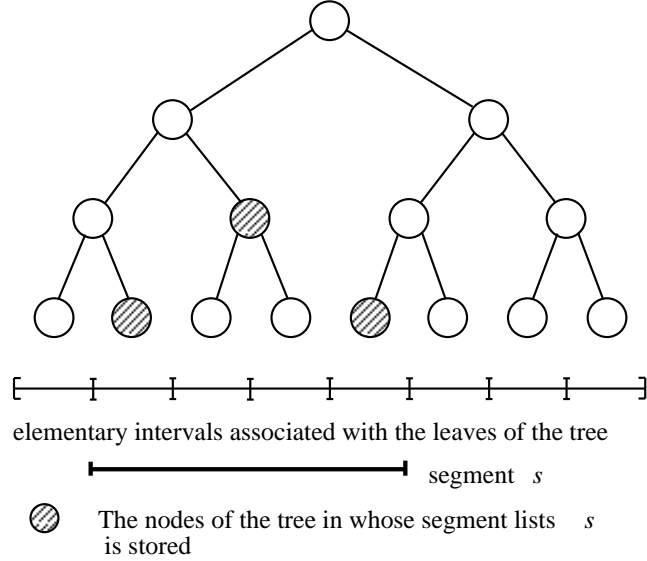 elementary intervals associated with the leaves of the tree
segment s
The nodes of the tree in whose segment lists s
is stored